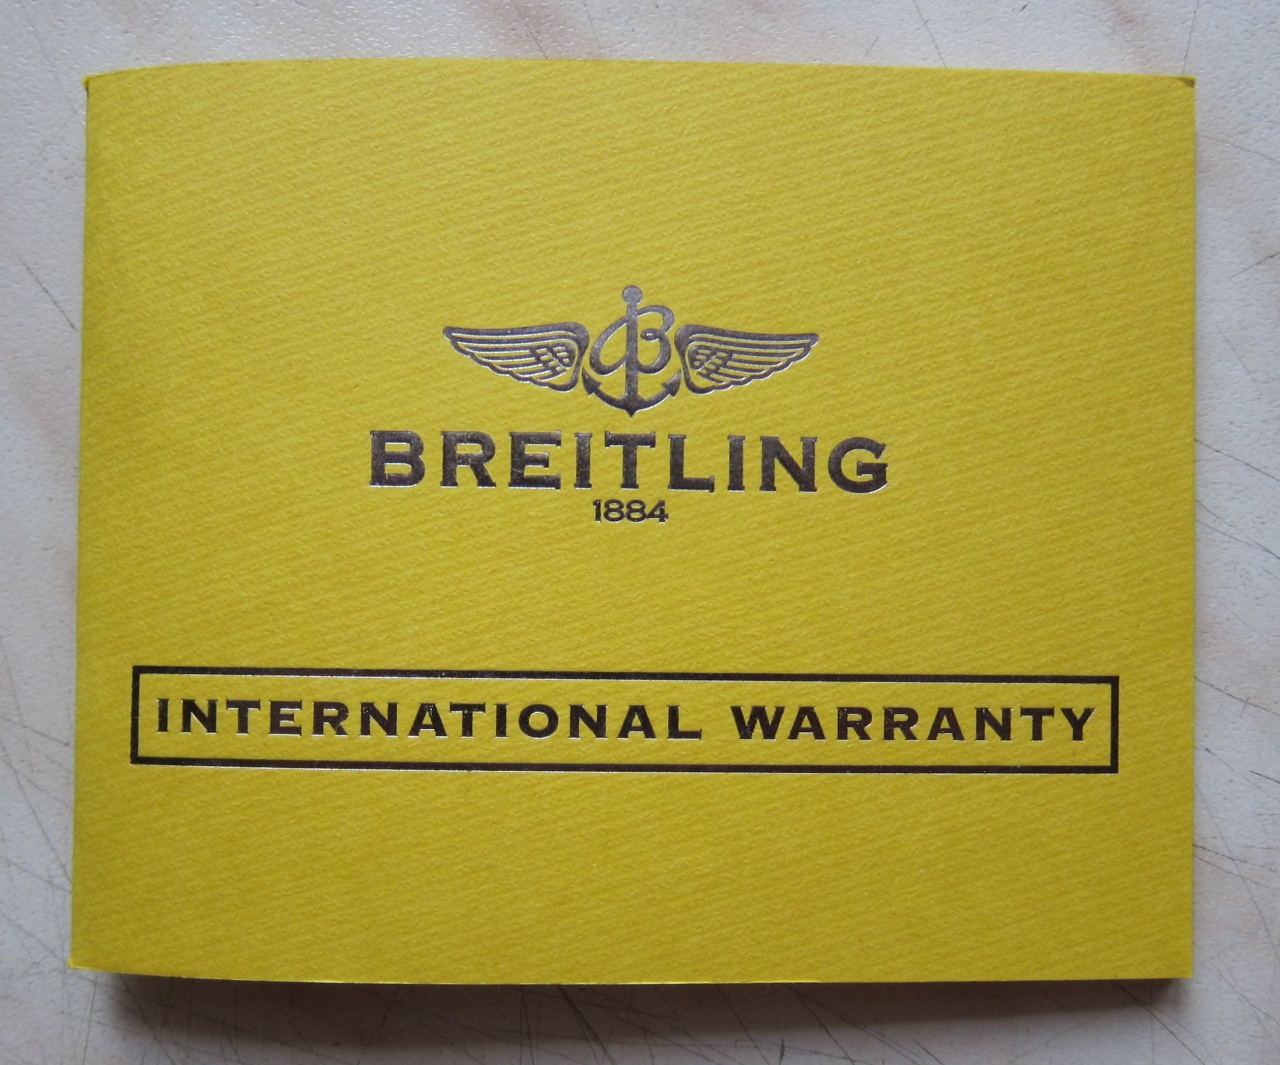 B
BREITLING
1884
INTERNATIONAL WARRANTY